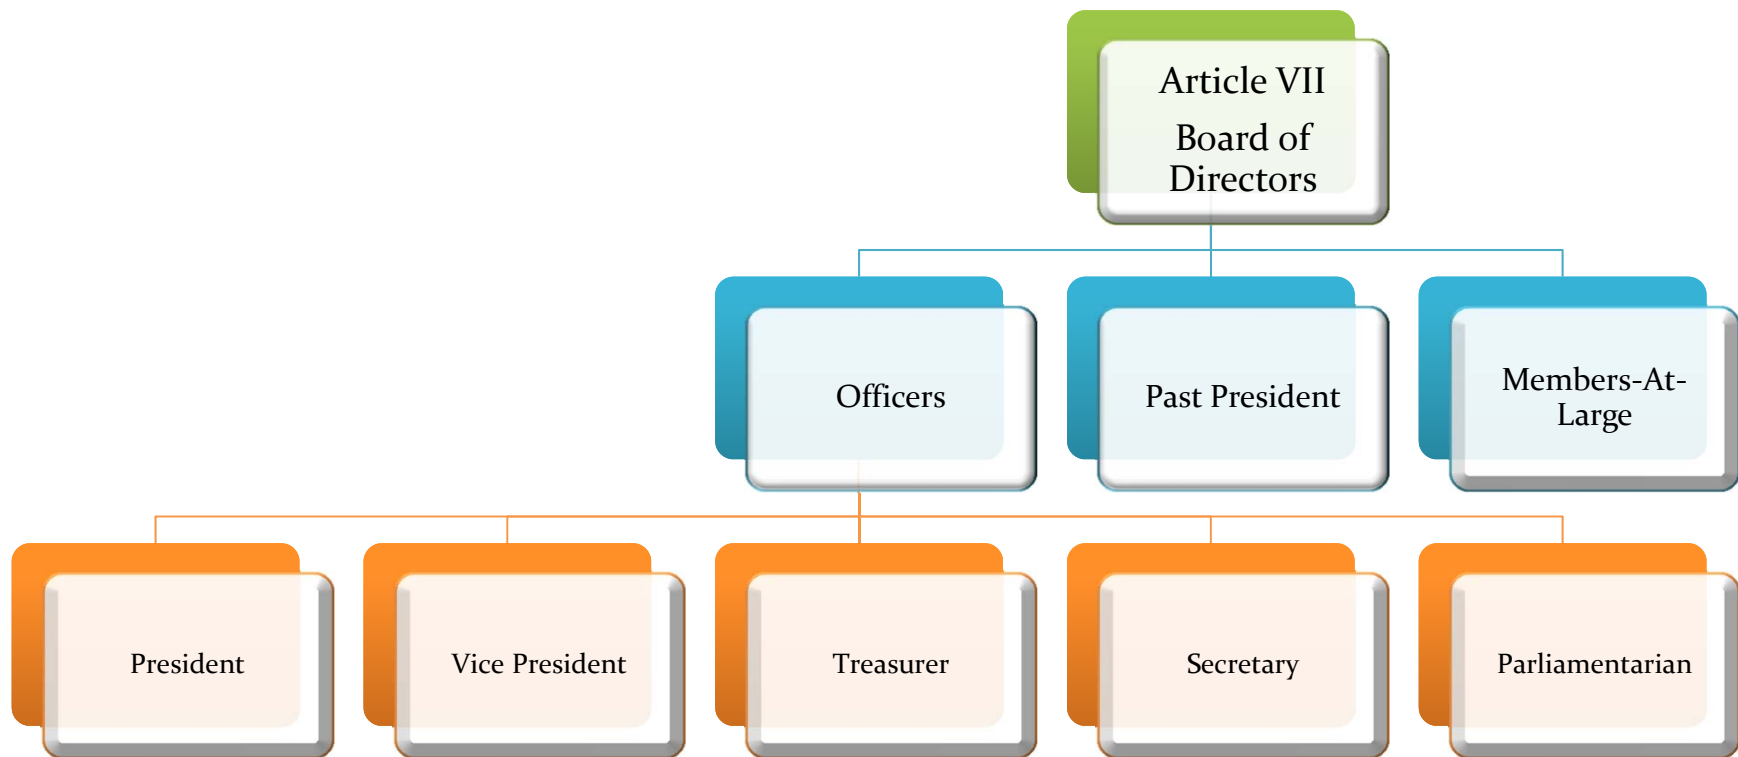 Article VII
Board of
Directors
Officers
Past President
Members-At-
Large
President
Vice President
Treasurer
Secretary
Parliamentarian